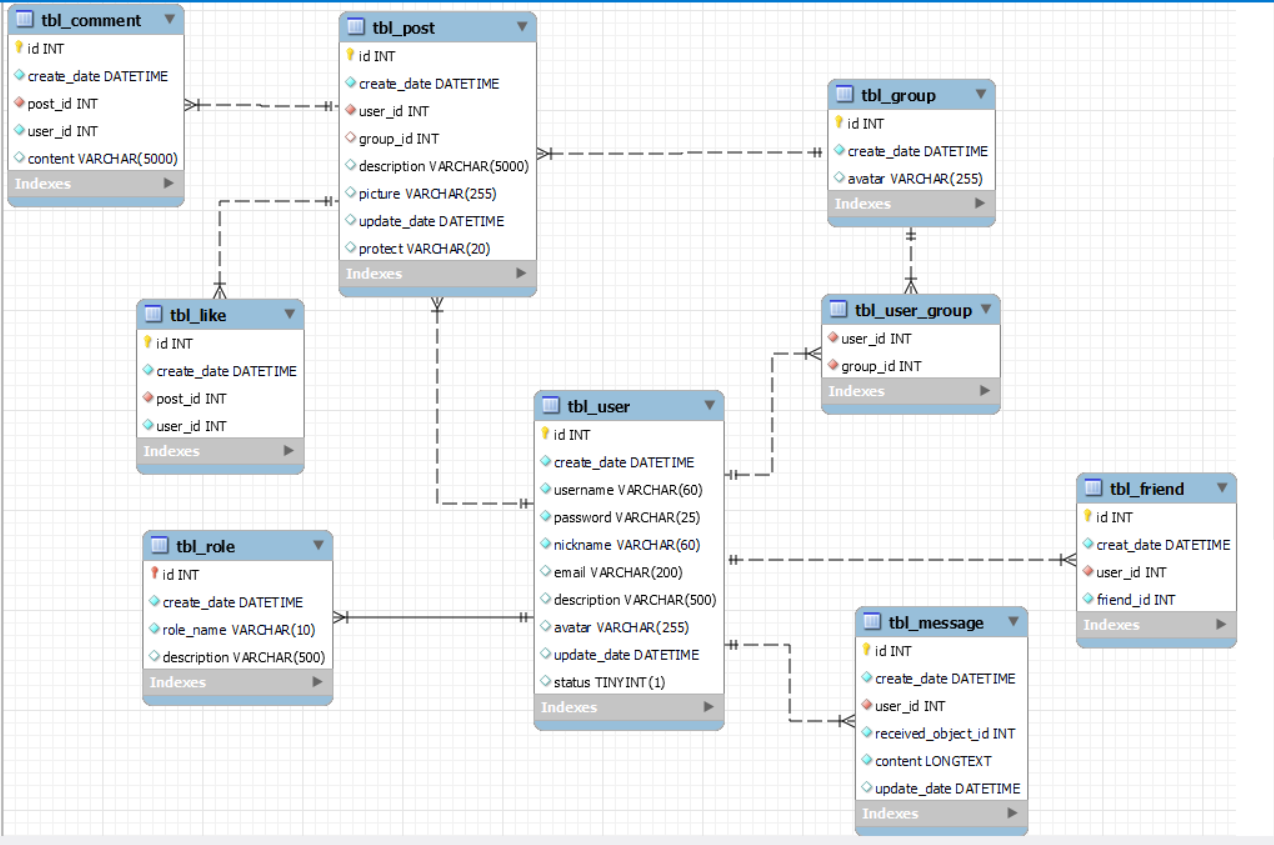 tbl_comment
id INT
create_date DATETIME
post_id INT
user_id INT
content VARCHAR(5000)
Indexes
tbl_post
id INT
create_date DATETIME
user_id INT
group_id INT
description VARCHAR(5000)
picture VARCHAR(255)
update_date DATETIME
protect VARCHAR(20)
Indexes
tbl_group
id INT
create_date DATETIME
avatar VARCHAR(255)
Indexes
tbl_like
id INT
create_date DATETIME
post_id INT
user_id INT
Indexes
tbl_user_group
user_id INT
group_id INT
Indexes
tbl_user
id INT
create_date DATETIME
username VARCHAR(60)
password VARCHAR(25)
nickname VARCHAR(60)
email VARCHAR(200)
description VARCHAR(500)
avatar VARCHAR(255)
update_date DATETIME
status TINYINT(1)
Indexes
tbl_friend
id INT
creat_date DATETIME
user_id INT
friend_id INT
Indexes
tbl_role
id INT
create_date DATETIME
role_name VARCHAR(10)
description VARCHAR(500)
Indexes
tbl_message
id INT
create_date DATETIME
user_id INT
received_object_id INT
content LONGTEXT
update_date DATETIME
Indexes